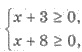 x + 3 ≥ 0,
x + 8 ≥ 0,